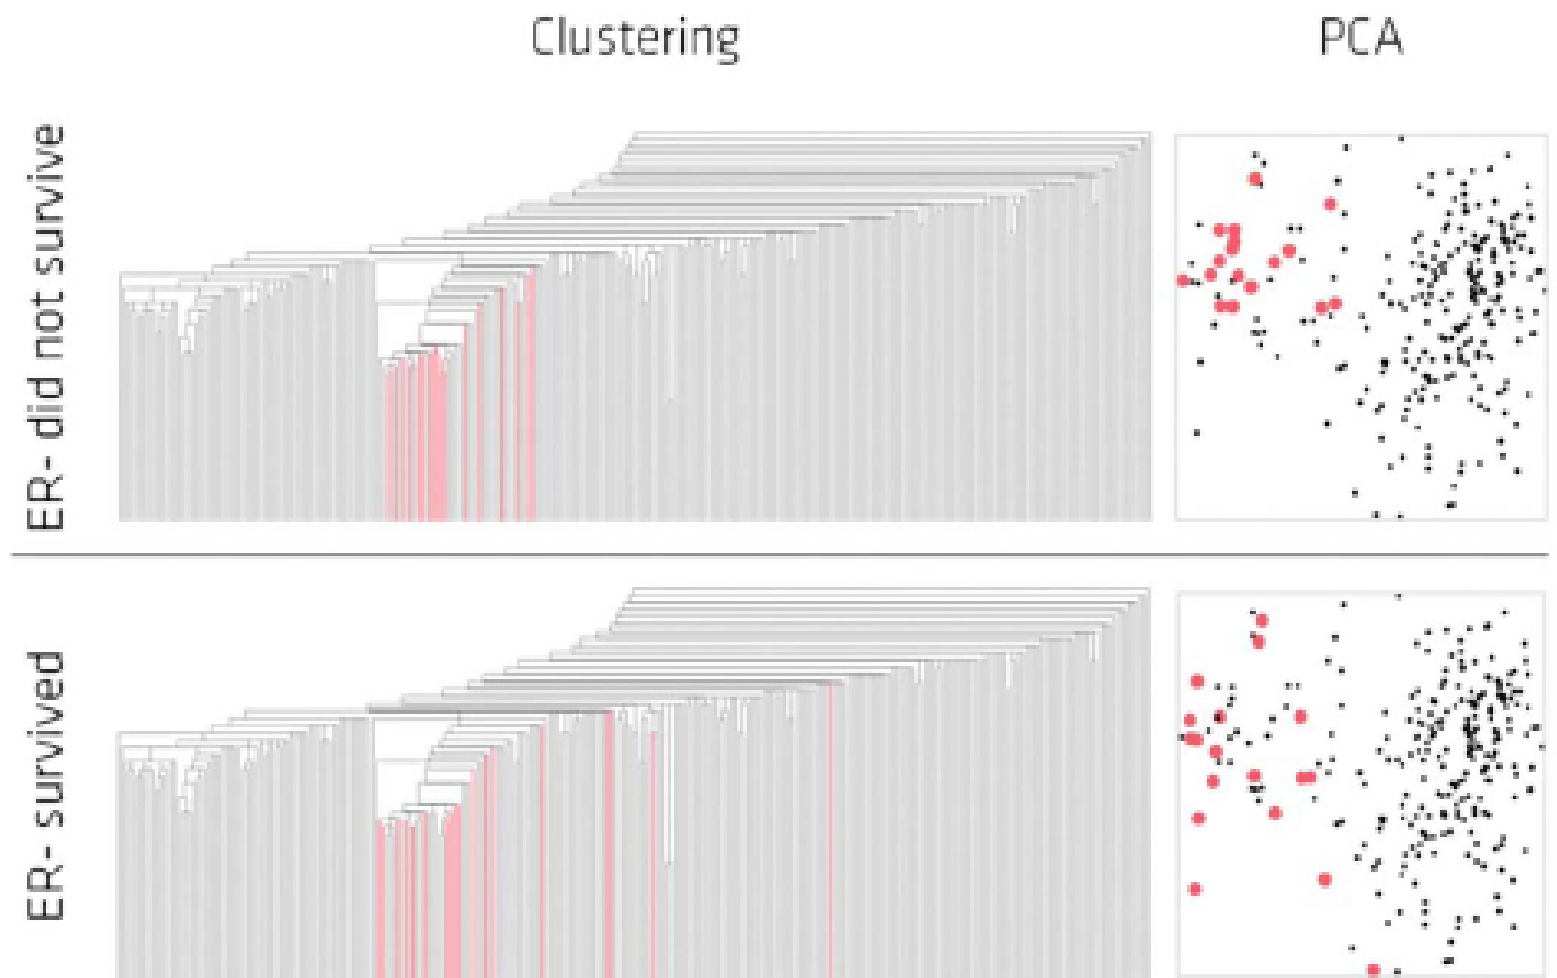 Clustering
PCA
ER- did not survive
ER- survived